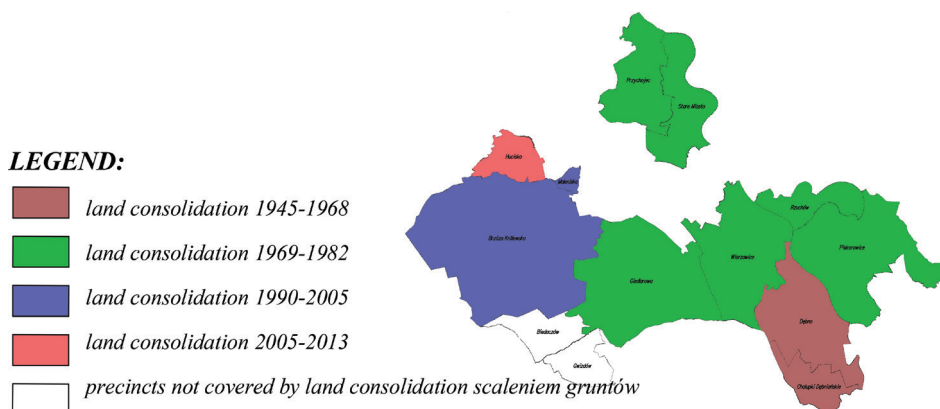 Przychojec
Stare Miasto
Hucisko
LEGEND:
land consolidation 1945-1968
Rzuchów
land consolidation 1969-1982
Brzóza Królewska
Wierzawice
Piskorowice
Giedlarowa
land consolidation 1990-2005
Dębno
Biedaczów
land consolidation 2005-2013
Gwizdów
Chałupki Dębniańskie
precincts not covered by land consolidation scaleniem gruntów